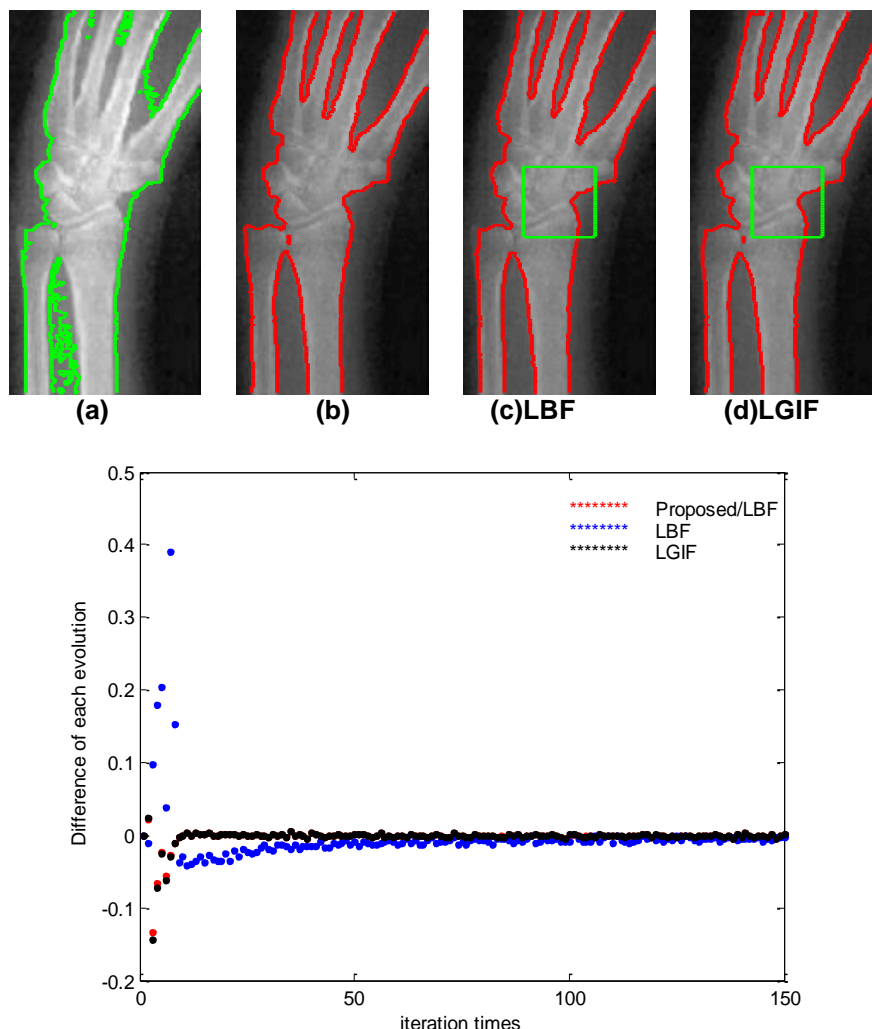 (a) (b) (c)LBF (d)LGIF
0.5
0.4
0.3
0.2
0.1
0
-0.1
-0.2
Difference of each evolution
******** Proposed/LBF
******** LBF
******** LGIF
0 50 100 150
iteration times